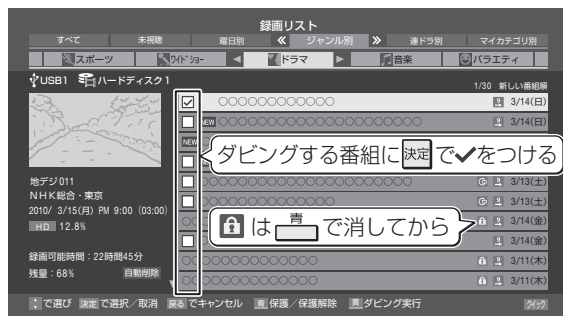 録画リスト
すべて 未視聴 曜日別 ≪ ジャンル別 ≫ 連ドラ別 マイカテゴリ別
スポーツ ワイドショー ◀ ドラマ ▶ 音楽 バラエティ
USB1 ハードディスク1
1/30 新しい番組順
○○○○○○○○○○○○ 3/14(日)
NEW ○○○○○○○○○○○○○○○○○ 3/14(日)
NEW
ダビングする番組に 決定 で✔をつける
地デジ011
NHK総合・東京
2010/ 3/15(月) PM 9:00 (03:00)
HD 12.8%
○○○○○○○○○○○○○○○○○○○○ 3/13(土)
○○○○○○○○○○○○ 3/13(土)
3/14(金)
は 青 で消してから
3/14(金)
録画可能時間：22時間45分
残量：68% 自動削除
○○○○○○○○○○○○○ 3/11(木)
○○○○○○○○○○○○○ 3/11(木)
で選び 決定 で選択／取消 戻る でキャンセル 青 保護／保護解除 ダビング実行 クイック